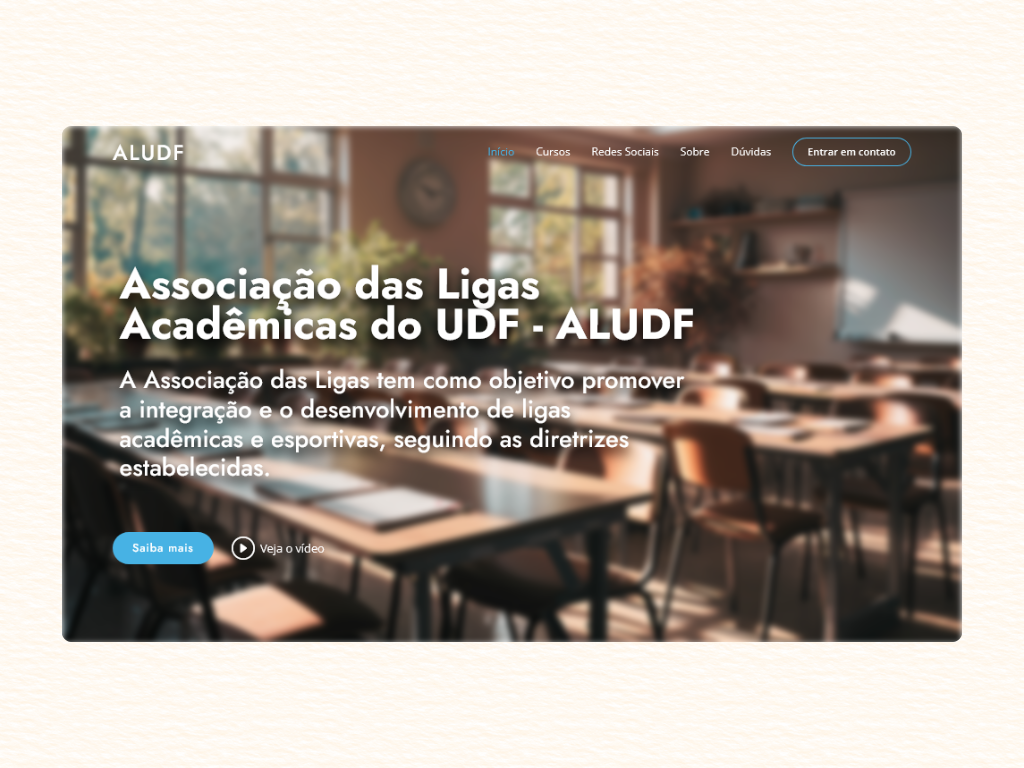 ALUDF
Início Cursos Redes Sociais Sobre Dúvidas Entrar em contato
Associação das Ligas
Acadêmicas do UDF - ALUDF
A Associação das Ligas tem como objetivo promover
a integração e o desenvolvimento de ligas
acadêmicas e esportivas, seguindo as diretrizes
estabelecidas.
Saiba mais
Veja o vídeo